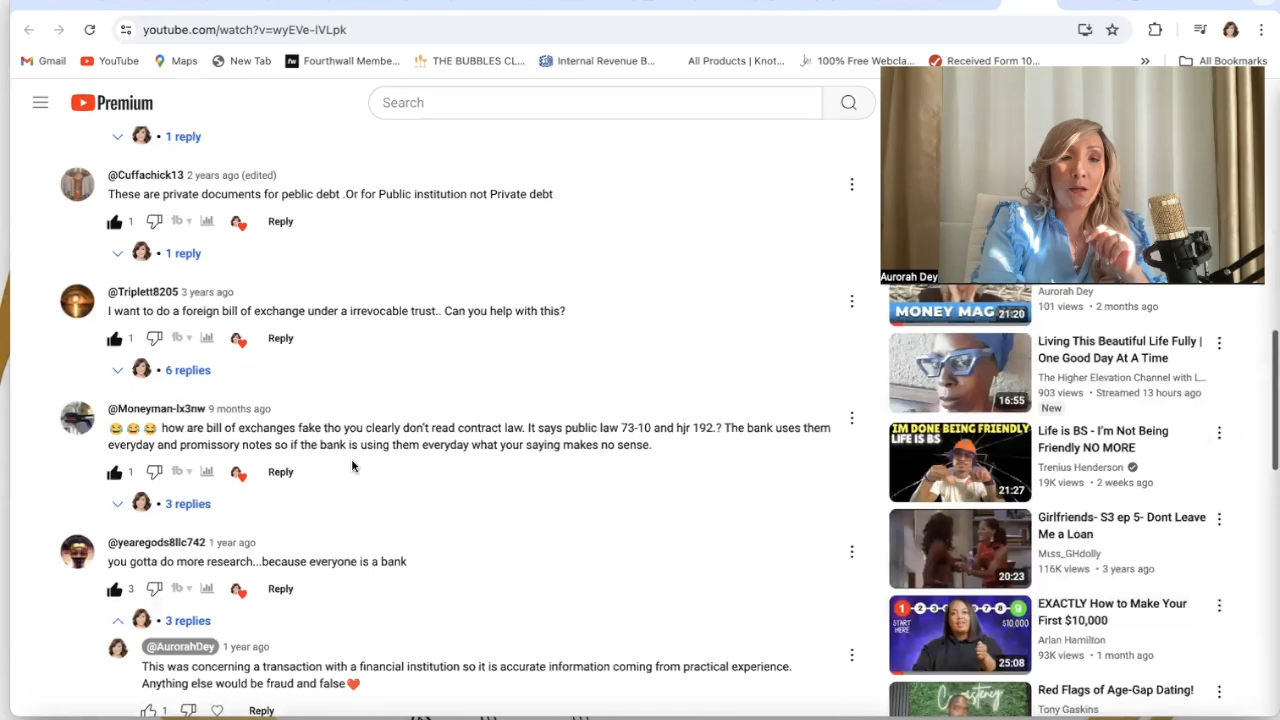 youtube.com/watch?v=wyEVe-lVLpk
Gmail YouTube Maps New Tab fw Fourthwall Membe... THE BUBBLES CL... Internal Revenue B... All Products | Knot... 100% Free Webcla... Received Form 10... » All Bookmarks
Premium
Search
1 reply
@Cuffachick13 2 years ago (edited)
These are private documents for peblic debt .Or for Public institution not Private debt
1 Reply
1 reply
@Triplett8205 3 years ago
I want to do a foreign bill of exchange under a irrevocable trust.. Can you help with this?
1 Reply
6 replies
@Moneyman-lx3nw 9 months ago
how are bill of exchanges fake tho you clearly don't read contract law. It says public law 73-10 and hjr 192.? The bank uses them
everyday and promissory notes so if the bank is using them everyday what your saying makes no sense.
1 Reply
3 replies
@yearegods8llc742 1 year ago
you gotta do more research...because everyone is a bank
3 Reply
3 replies
@AurorahDey 1 year ago
This was concerning a transaction with a financial institution so it is accurate information coming from practical experience.
Anything else would be fraud and false
1 Reply
Aurorah Dey
MONEY MAG
21:20
Aurorah Dey
101 views • 2 months ago
16:55
Living This Beautiful Life Fully |
One Good Day At A Time
The Higher Elevation Channel with L...
903 views • Streamed 13 hours ago
New
IM DONE BEING FRIENDLY
LIFE IS BS
21:27
Life is BS - I'm Not Being
Friendly NO MORE
Trenius Henderson
19K views • 2 weeks ago
20:23
Girlfriends- S3 ep 5- Dont Leave
Me a Loan
Miss_GHdolly
116K views • 3 years ago
1 2 3 7 8 9
START
HERE
$10,000
25:08
EXACTLY How to Make Your
First $10,000
Arlan Hamilton
93K views • 1 month ago
Red Flags of Age-Gap Dating!
Tony Gaskins